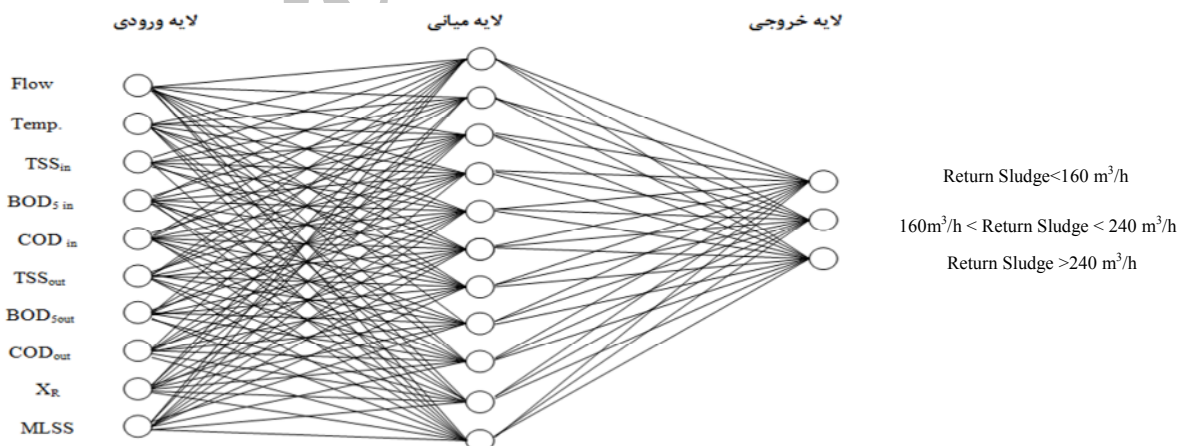 لایه ورودی
لایه میانی
لایه خروجی
Flow
Temp.
TSSin
BOD5 in
COD in
TSSout
BOD5out
CODout
XR
MLSS
Return Sludge<160 m3/h
160m3/h < Return Sludge < 240 m3/h
Return Sludge >240 m3/h